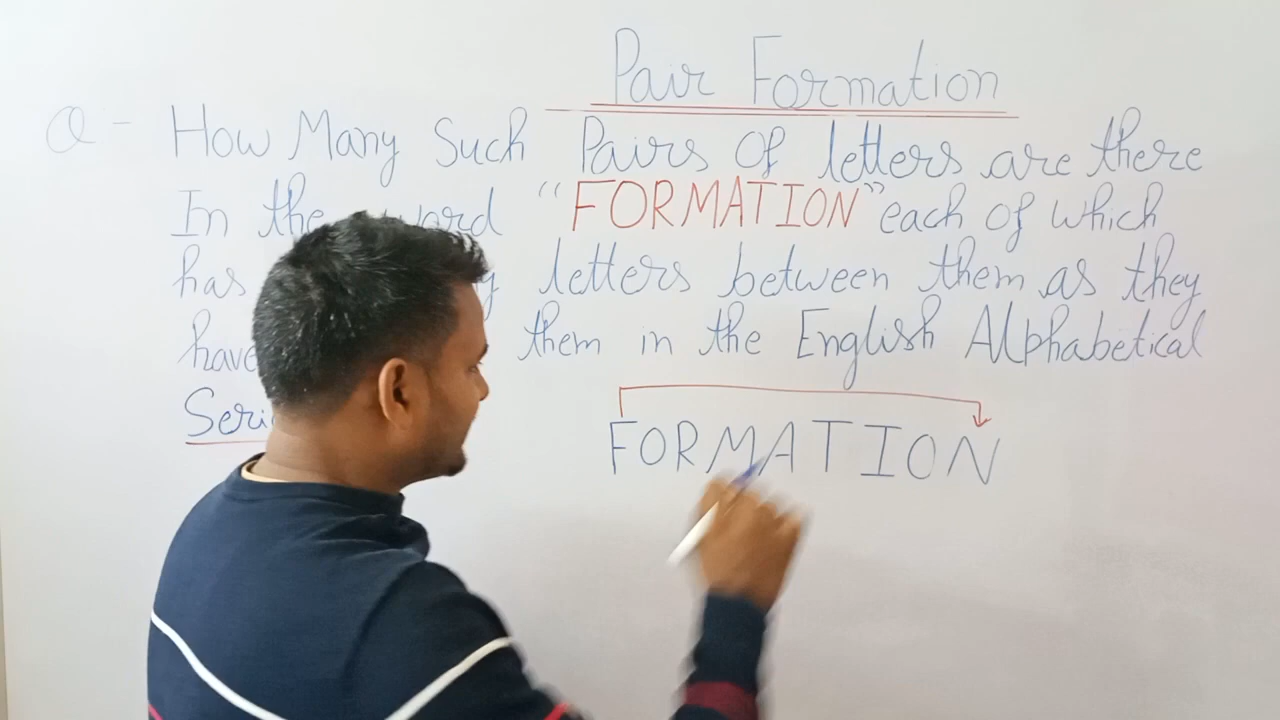 Pair Formation
Q - How Many Such Pairs of letters are there
In the word "FORMATION" each of which
has letters between them as they
have them in the English Alphabetical
Seri
FORMATION